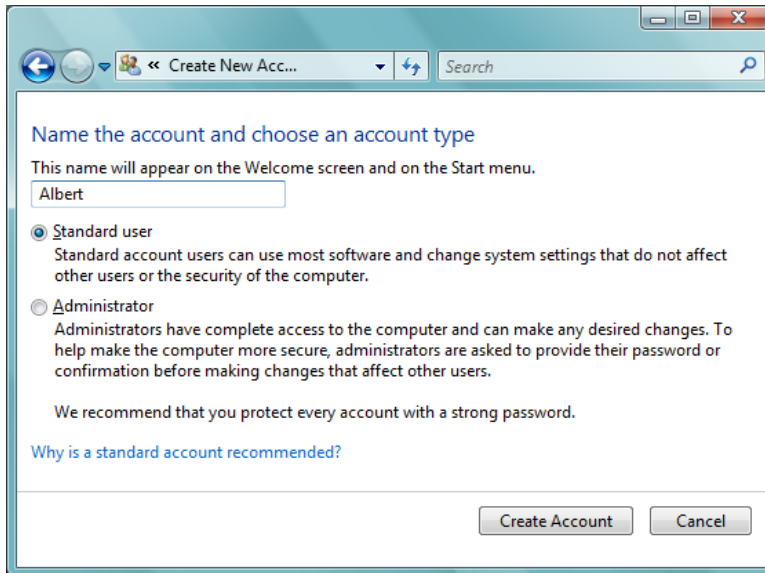 « Create New Acc...
Search
Name the account and choose an account type
This name will appear on the Welcome screen and on the Start menu.
Albert
Standard user
Standard account users can use most software and change system settings that do not affect
other users or the security of the computer.
Administrator
Administrators have complete access to the computer and can make any desired changes. To
help make the computer more secure, administrators are asked to provide their password or
confirmation before making changes that affect other users.
We recommend that you protect every account with a strong password.
Why is a standard account recommended?
Create Account
Cancel